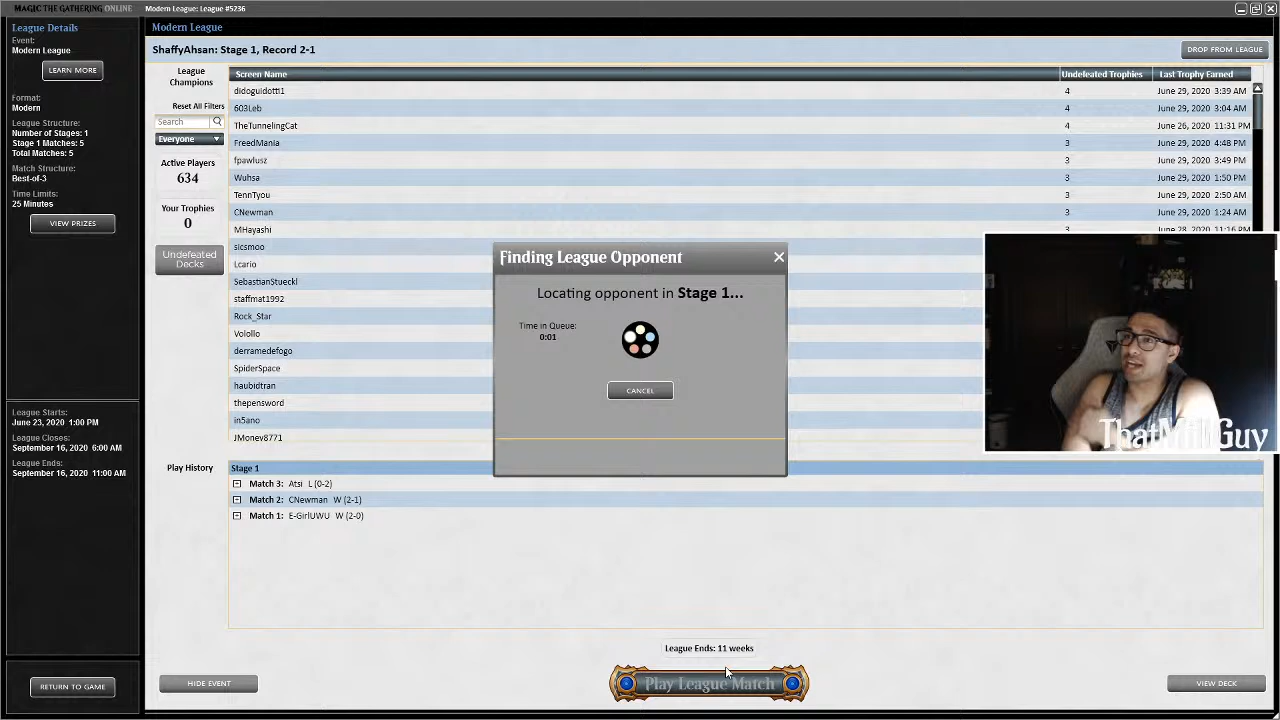 MAGIC THE GATHERING ONLINE
Modern League: League #5236
League Details
Event:
Modern League
LEARN MORE
Format:
Modern
League Structure:
Number of Stages: 1
Stage 1 Matches: 5
Total Matches: 5
Match Structure:
Best-of-3
Time Limits:
25 Minutes
VIEW PRIZES
League Starts:
June 23, 2020 1:00 PM
League Closes:
September 16, 2020 6:00 AM
League Ends:
September 16, 2020 11:00 AM
RETURN TO GAME
Modern League
ShaffyAhsan: Stage 1, Record 2-1
DROP FROM LEAGUE
League
Champions
Reset All Filters
Search
Everyone
Active Players
634
Your Trophies
0
Undefeated
Decks
Screen Name Undefeated Trophies Last Trophy Earned
didoguidotti1 4 June 29, 2020 3:39 AM
603Leb 4 June 29, 2020 3:04 AM
TheTunnelingCat 4 June 26, 2020 11:31 PM
FreedMania 3 June 29, 2020 4:48 PM
fpawlusz 3 June 29, 2020 3:49 PM
Wuhsa 3 June 29, 2020 1:50 PM
TennTyou 3 June 29, 2020 2:50 AM
CNewman 3 June 29, 2020 1:24 AM
MHayashi 3 June 28, 2020 11:16 PM
slcsmoo
Lcario
SebastianStueckl
staffmat1992
Rock_Star
Volollo
derramedefogo
SpiderSpace
haubidtran
thepensword
in5ano
JMoney8771
Finding League Opponent
Locating opponent in Stage 1...
Time in Queue:
0:01
CANCEL
ThatMillGuy
Play History
Stage 1
Match 3: Atsi L (0-2)
Match 2: CNewman W (2-1)
Match 1: E-GirlUWU W (2-0)
League Ends: 11 weeks
HIDE EVENT
Play League Match
VIEW DECK